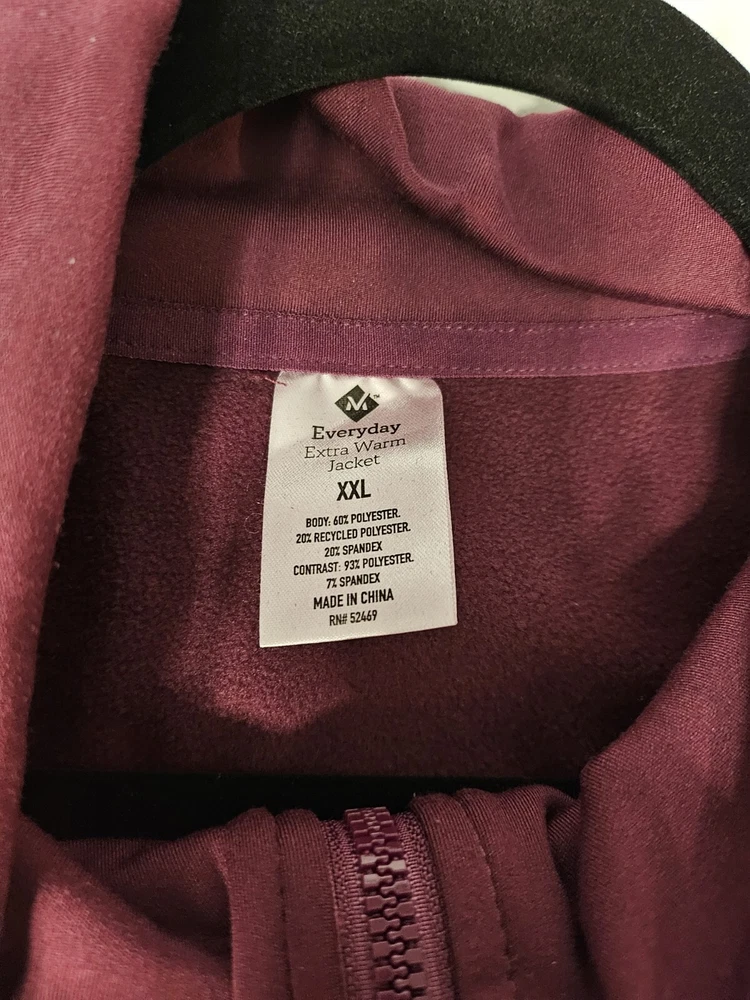 M™
Everyday
Extra Warm
Jacket
XXL
BODY: 60% POLYESTER.
20% RECYCLED POLYESTER.
20% SPANDEX
CONTRAST: 93% POLYESTER.
7% SPANDEX
MADE IN CHINA
RN# 52469